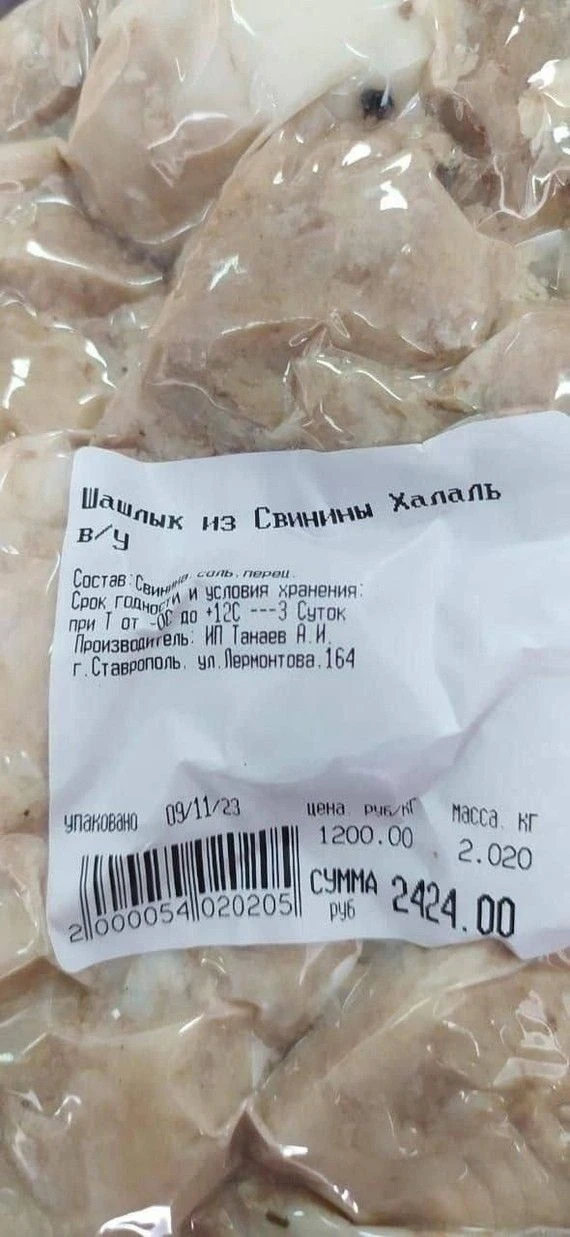 Шашлык из Свинины Халаль
в/у
Состав: Свинина, соль, перец.
Срок годности и условия хранения:
при Т от -0С до +12С ---3 Суток
Производитель: ИП Танаев А.И.
г.Ставрополь, ул.Лермонтова,164
упаковано 09/11/23 цена руб/кг масса кг
1200.00 2.020
СУММА 2424.00
руб
2000054020205